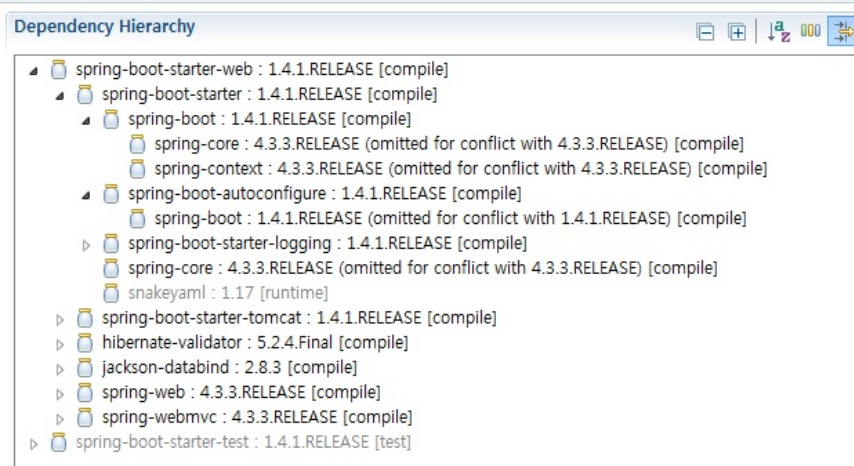 Dependency Hierarchy
spring-boot-starter-web : 1.4.1.RELEASE [compile]
spring-boot-starter : 1.4.1.RELEASE [compile]
spring-boot : 1.4.1.RELEASE [compile]
spring-core : 4.3.3.RELEASE (omitted for conflict with 4.3.3.RELEASE) [compile]
spring-context : 4.3.3.RELEASE (omitted for conflict with 4.3.3.RELEASE) [compile]
spring-boot-autoconfigure : 1.4.1.RELEASE [compile]
spring-boot : 1.4.1.RELEASE (omitted for conflict with 1.4.1.RELEASE) [compile]
spring-boot-starter-logging : 1.4.1.RELEASE [compile]
spring-core : 4.3.3.RELEASE (omitted for conflict with 4.3.3.RELEASE) [compile]
snakeyaml : 1.17 [runtime]
spring-boot-starter-tomcat : 1.4.1.RELEASE [compile]
hibernate-validator : 5.2.4.Final [compile]
jackson-databind : 2.8.3 [compile]
spring-web : 4.3.3.RELEASE [compile]
spring-webmvc : 4.3.3.RELEASE [compile]
spring-boot-starter-test : 1.4.1.RELEASE [test]